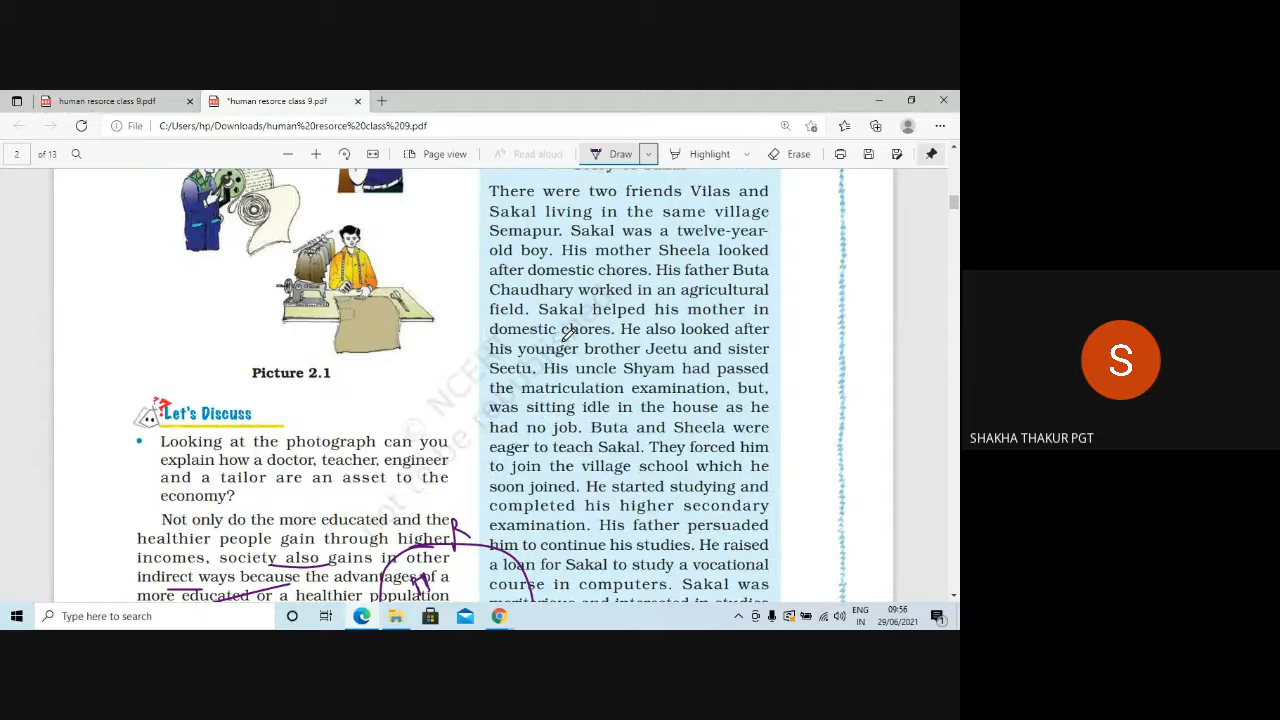 human resorce class 9.pdf
*human resorce class 9.pdf
File
C:/Users/hp/Downloads/human%20resorce%20class%209.pdf
2 of 13
Page view
Read aloud
Draw
Highlight
Erase
Picture 2.1
Let's Discuss
• Looking at the photograph can you
explain how a doctor, teacher, engineer
and a tailor are an asset to the
economy?
Not only do the more educated and the
healthier people gain through higher
incomes, society also gains in other
indirect ways because the advantages of a
more educated or a healthier population
R
There were two friends Vilas and
Sakal living in the same village
Semapur. Sakal was a twelve-year-
old boy. His mother Sheela looked
after domestic chores. His father Buta
Chaudhary worked in an agricultural
field. Sakal helped his mother in
domestic chores. He also looked after
his younger brother Jeetu and sister
Seetu. His uncle Shyam had passed
the matriculation examination, but,
was sitting idle in the house as he
had no job. Buta and Sheela were
eager to teach Sakal. They forced him
to join the village school which he
soon joined. He started studying and
completed his higher secondary
examination. His father persuaded
him to continue his studies. He raised
a loan for Sakal to study a vocational
course in computers. Sakal was
meritorious and interested in studies
© NCERT
not to be republished
S
SHAKHA THAKUR PGT
Type here to search
ENG
IN
09:56
29/06/2021